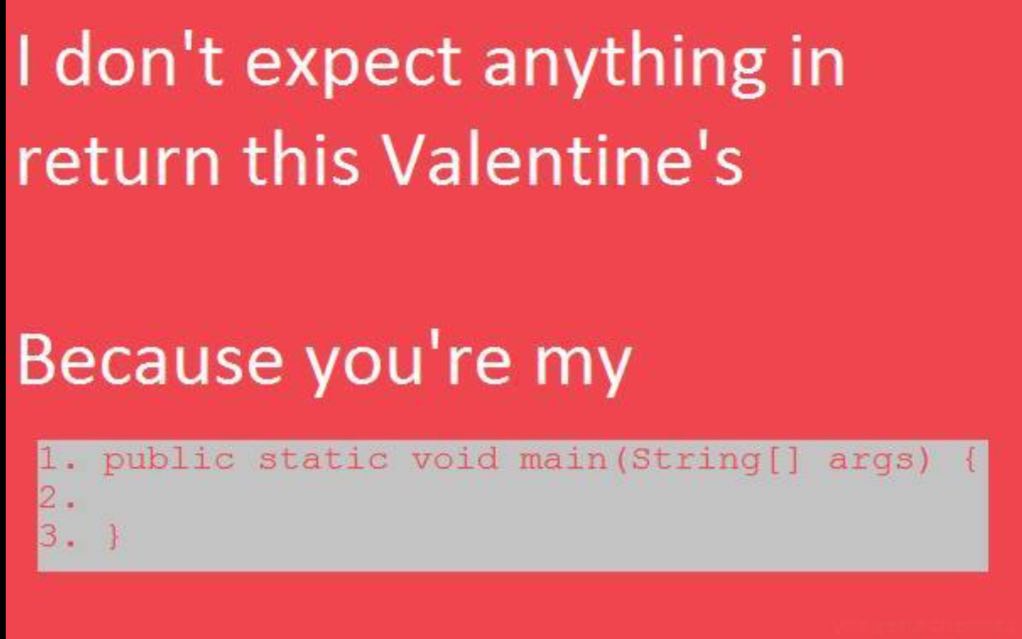 I don't expect anything in
return this Valentine's
Because you're my
1. public static void main(String[] args) {
2.
3. }